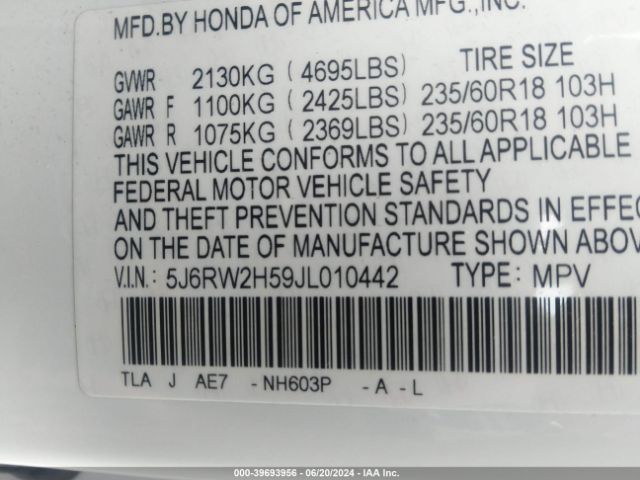 MFD.BY HONDA OF AMERICA MFG.,INC.
TIRE SIZE
GVWR 2130KG ( 4695LBS)
GAWR F 1100KG ( 2425LBS) 235/60R18 103H
GAWR R 1075KG ( 2369LBS) 235/60R18 103H
THIS VEHICLE CONFORMS TO ALL APPLICABLE
FEDERAL MOTOR VEHICLE SAFETY
AND THEFT PREVENTION STANDARDS IN EFFEC
ON THE DATE OF MANUFACTURE SHOWN ABOV
V.I.N.: 5J6RW2H59JL010442 TYPE: MPV
TLA J AE7 - NH603P - A - L
000-39693956 - 06/20/2024 - IAA Inc.